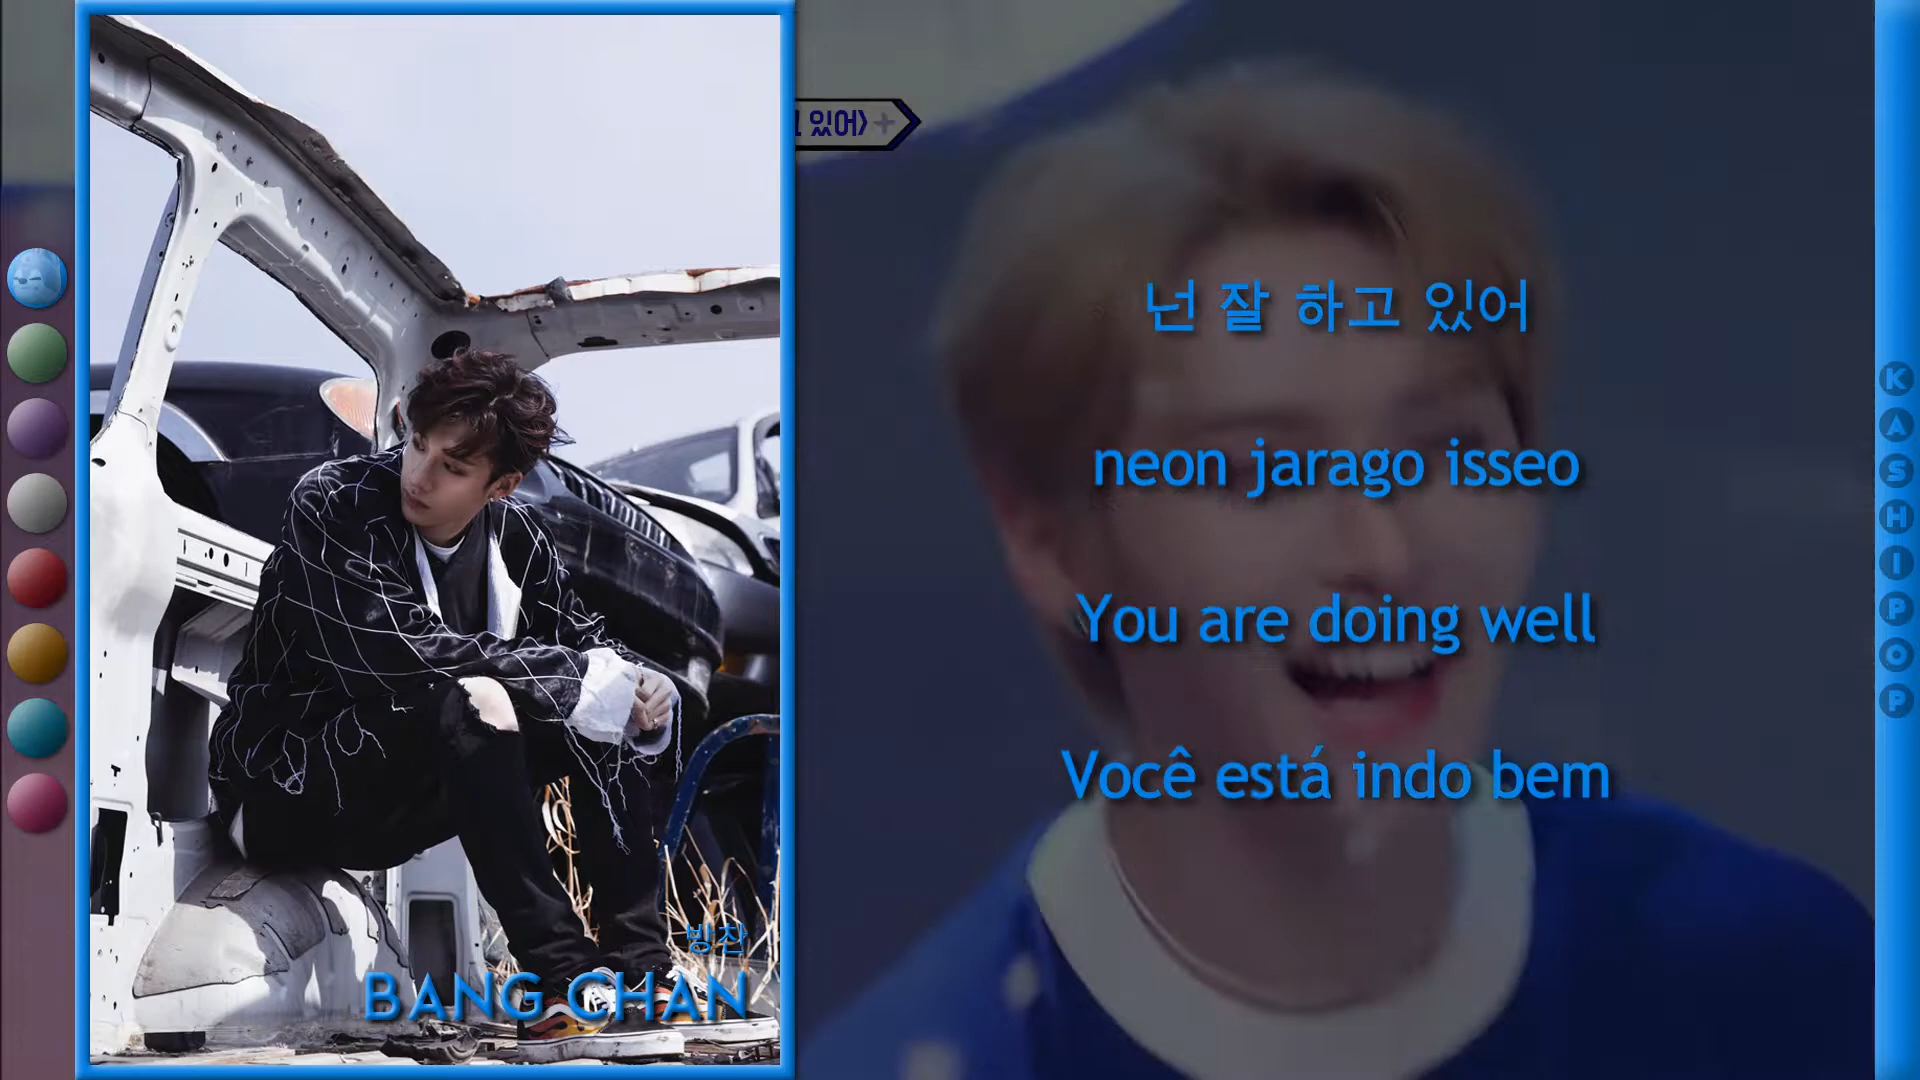 있어>+
넌 잘 하고 있어
neon jarago isseo
You are doing well
Você está indo bem
방찬
BANG CHAN
KASHIPOP